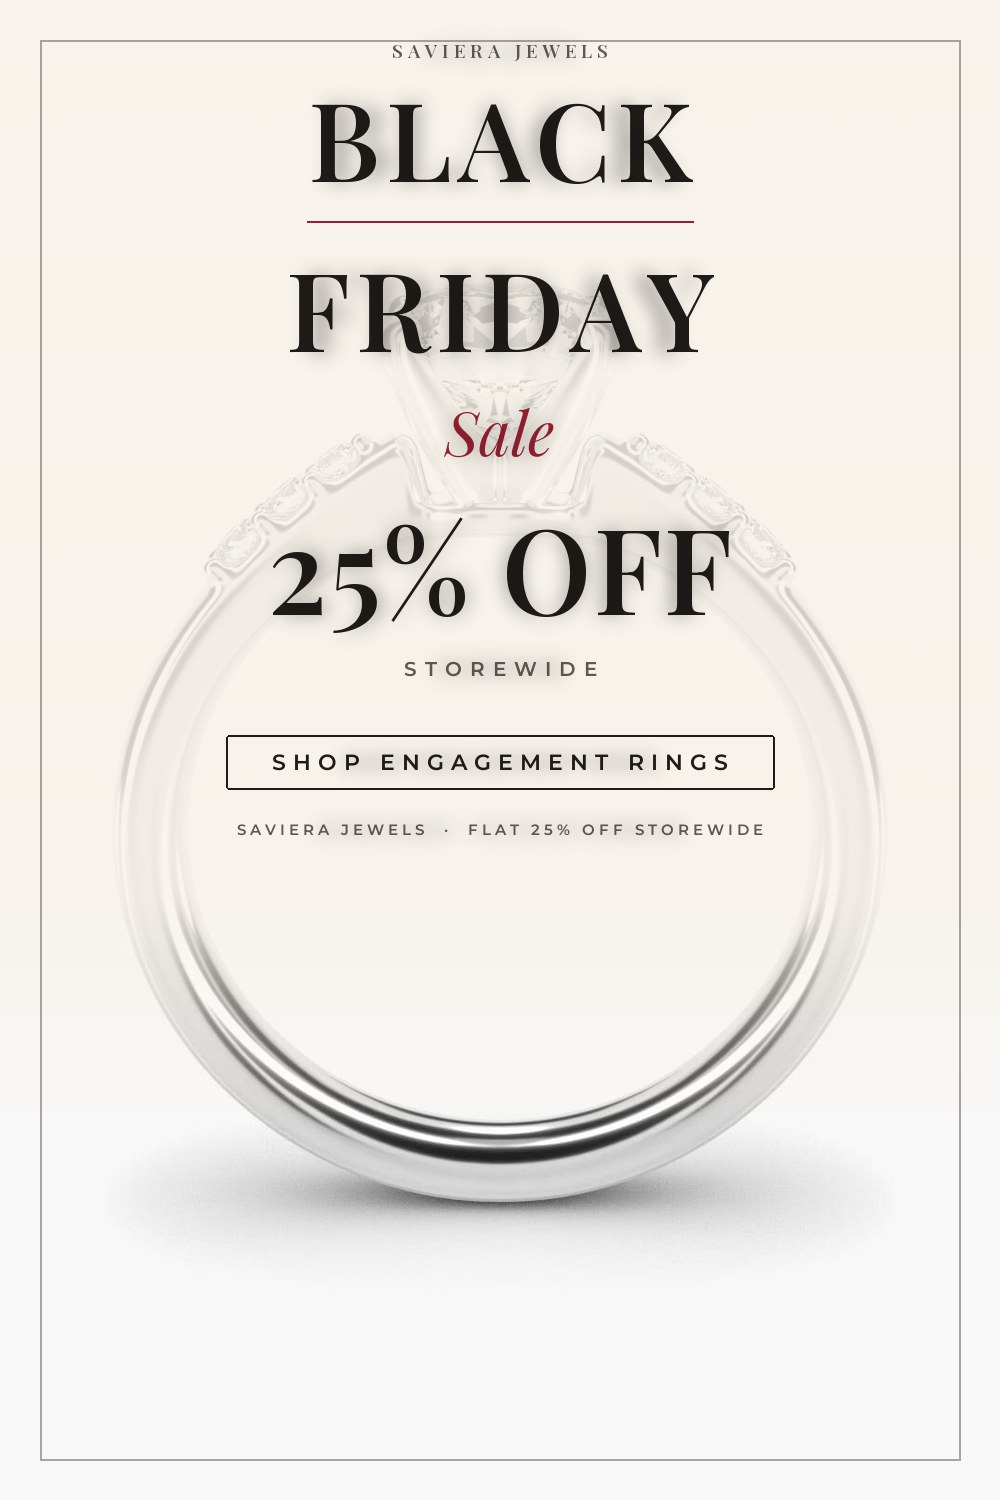 SAVIERA JEWELS
BLACK
FRIDAY
Sale
25% OFF
STOREWIDE
SHOP ENGAGEMENT RINGS
SAVIERA JEWELS · FLAT 25% OFF STOREWIDE